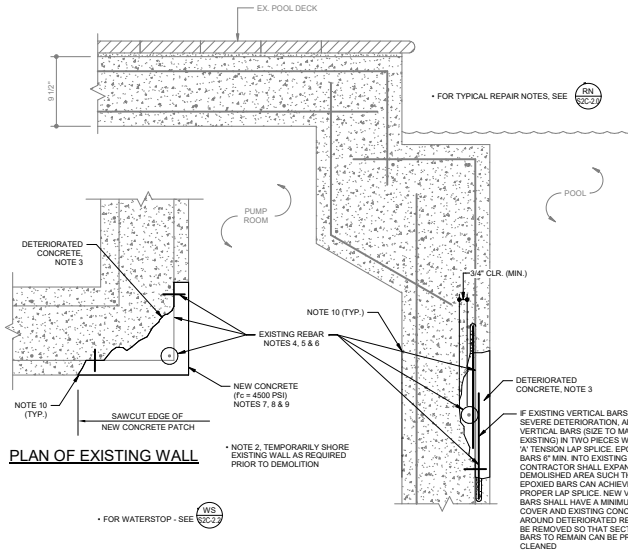 EX. POOL DECK
9 1/2"
• FOR TYPICAL REPAIR NOTES, SEE
RN
S2C-2.0
PUMP
ROOM
POOL
DETERIORATED
CONCRETE,
NOTE 3
3/4" CLR. (MIN.)
NOTE 10 (TYP.)
EXISTING REBAR
NOTES 4, 5 & 6
NEW CONCRETE
(f'c = 4500 PSI)
NOTES 7, 8 & 9
NOTE 10
(TYP.)
SAWCUT EDGE OF
NEW CONCRETE PATCH
PLAN OF EXISTING WALL
• NOTE 2, TEMPORARILY SHORE
EXISTING WALL AS REQUIRED
PRIOR TO DEMOLITION
• FOR WATERSTOP - SEE
WS
S2C-2.2
DETERIORATED
CONCRETE, NOTE 3
IF EXISTING VERTICAL BARS
SEVERE DETERIORATION,
VERTICAL BARS (SIZE TO
EXISTING) IN TWO PIECES
'A' TENSION LAP SPLICE.
BARS 6" MIN. INTO EXISTING
CONTRACTOR SHALL
DEMOLISHED AREA SUCH
EPOXIED BARS CAN
PROPER LAP SPLICE. NEW
BARS SHALL HAVE A
COVER AND EXISTING
AROUND DETERIORATED
BE REMOVED SO THAT
BARS TO REMAIN CAN BE
CLEANED